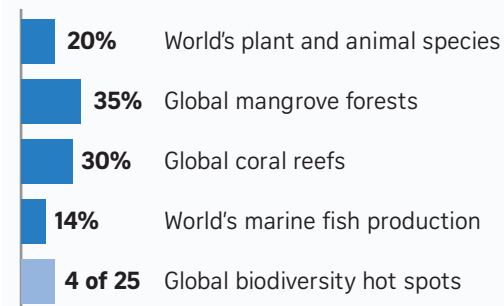 20% World's plant and animal species
35% Global mangrove forests
30% Global coral reefs
14% World's marine fish production
4 of 25 Global biodiversity hot spots